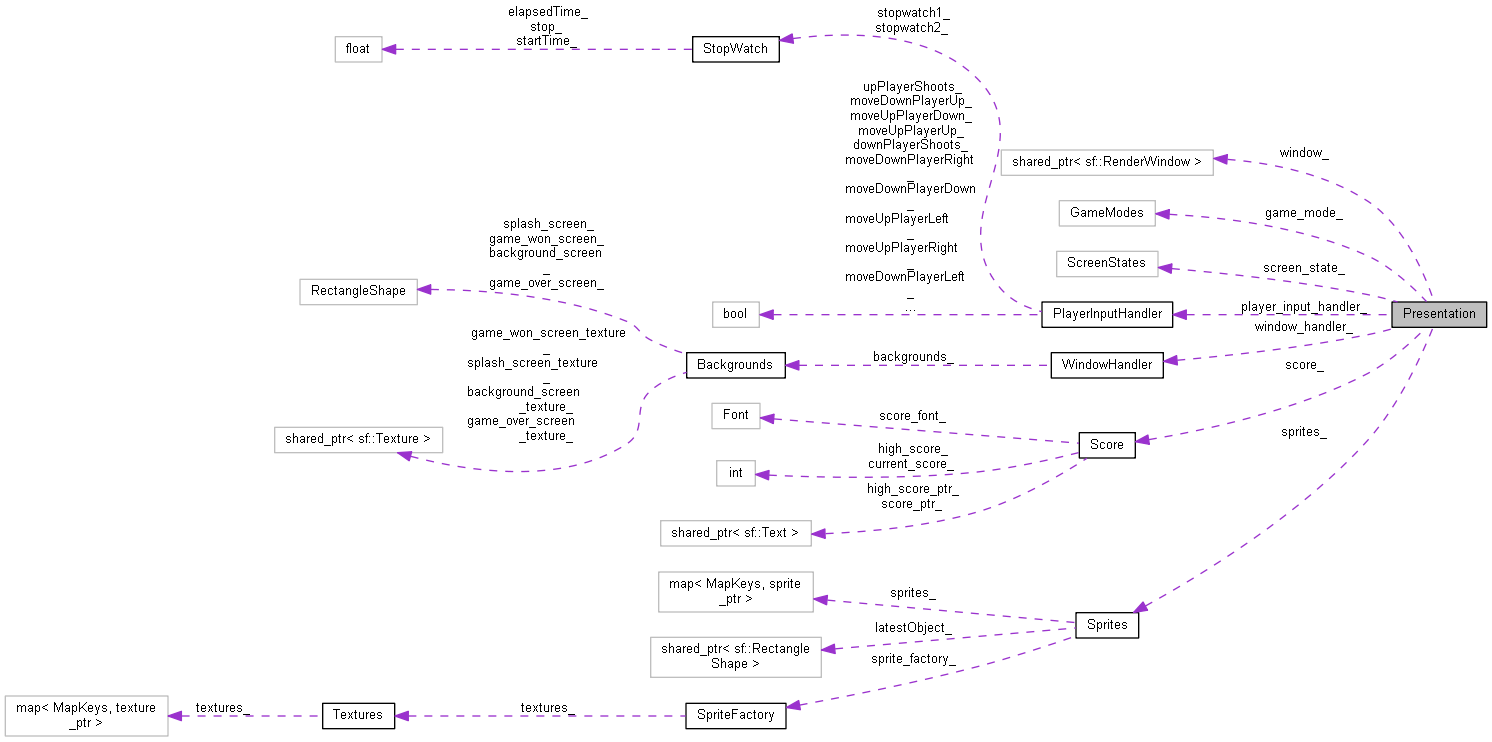 elapsedTime_
stop_
startTime_
stopwatch1_
stopwatch2_
float
StopWatch
upPlayerShoots_
moveDownPlayerUp_
moveUpPlayerDown_
moveUpPlayerUp_
downPlayerShoots_
moveDownPlayerRight
_
moveDownPlayerDown
_
moveUpPlayerLeft
_
moveUpPlayerRight
_
moveDownPlayerLeft
_
...
shared_ptr< sf::RenderWindow >
window_
GameModes
game_mode_
ScreenStates
screen_state_
splash_screen_
game_won_screen_
background_screen
_
game_over_screen_
RectangleShape
bool
PlayerInputHandler
player_input_handler_
Presentation
window_handler_
game_won_screen_texture
_
splash_screen_texture
_
background_screen
_texture_
game_over_screen
_texture_
Backgrounds
backgrounds_
WindowHandler
score_
shared_ptr< sf::Texture >
Font
score_font_
Score
sprites_
int
high_score_
current_score_
high_score_ptr_
score_ptr_
shared_ptr< sf::Text >
map< MapKeys, sprite
_ptr >
sprites_
Sprites
shared_ptr< sf::Rectangle
Shape >
latestObject_
sprite_factory_
map< MapKeys, texture
_ptr >
textures_
Textures
textures_
SpriteFactory